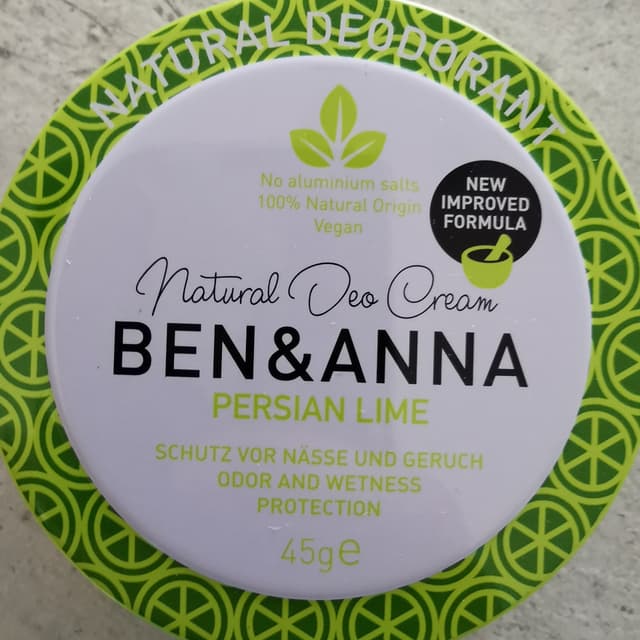 NATURAL DEODORANT
No aluminium salts
100% Natural Origin
Vegan
NEW
IMPROVED
FORMULA
Natural Deo Cream
BEN&ANNA
PERSIAN LIME
SCHUTZ VOR NÄSSE UND GERUCH
ODOR AND WETNESS
PROTECTION
45g℮